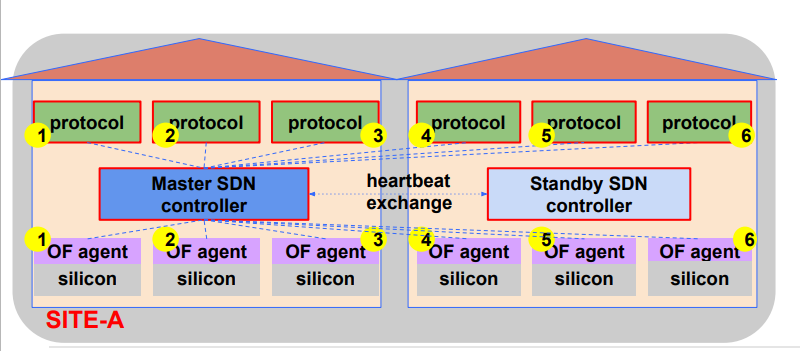 protocol protocol protocol protocol protocol protocol
1 2 3 4 5 6
Master SDN
controller
heartbeat
exchange
Standby SDN
controller
1 2 3 4 5 6
OF agent OF agent OF agent OF agent OF agent OF agent
silicon silicon silicon silicon silicon silicon
SITE-A